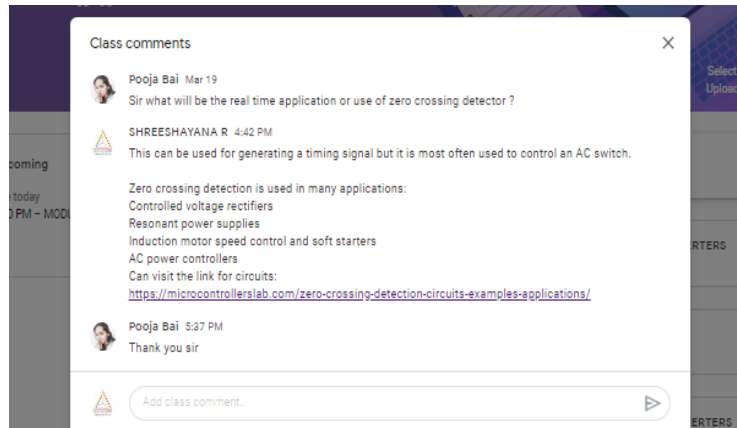 Class comments
Select
Upload
Pooja Bai Mar 19
Sir what will be the real time application or use of zero crossing detector ?
SHREESHAYANA R 4:42 PM
This can be used for generating a timing signal but it is most often used to control an AC switch.
coming
today
PM – MODU
Zero crossing detection is used in many applications:
Controlled voltage rectifiers
Resonant power supplies
Induction motor speed control and soft starters
AC power controllers
Can visit the link for circuits:
https://microcontrollerslab.com/zero-crossing-detection-circuits-examples-applications/
RTERS
Pooja Bai 5:37 PM
Thank you sir
Add class comment...
ERTERS